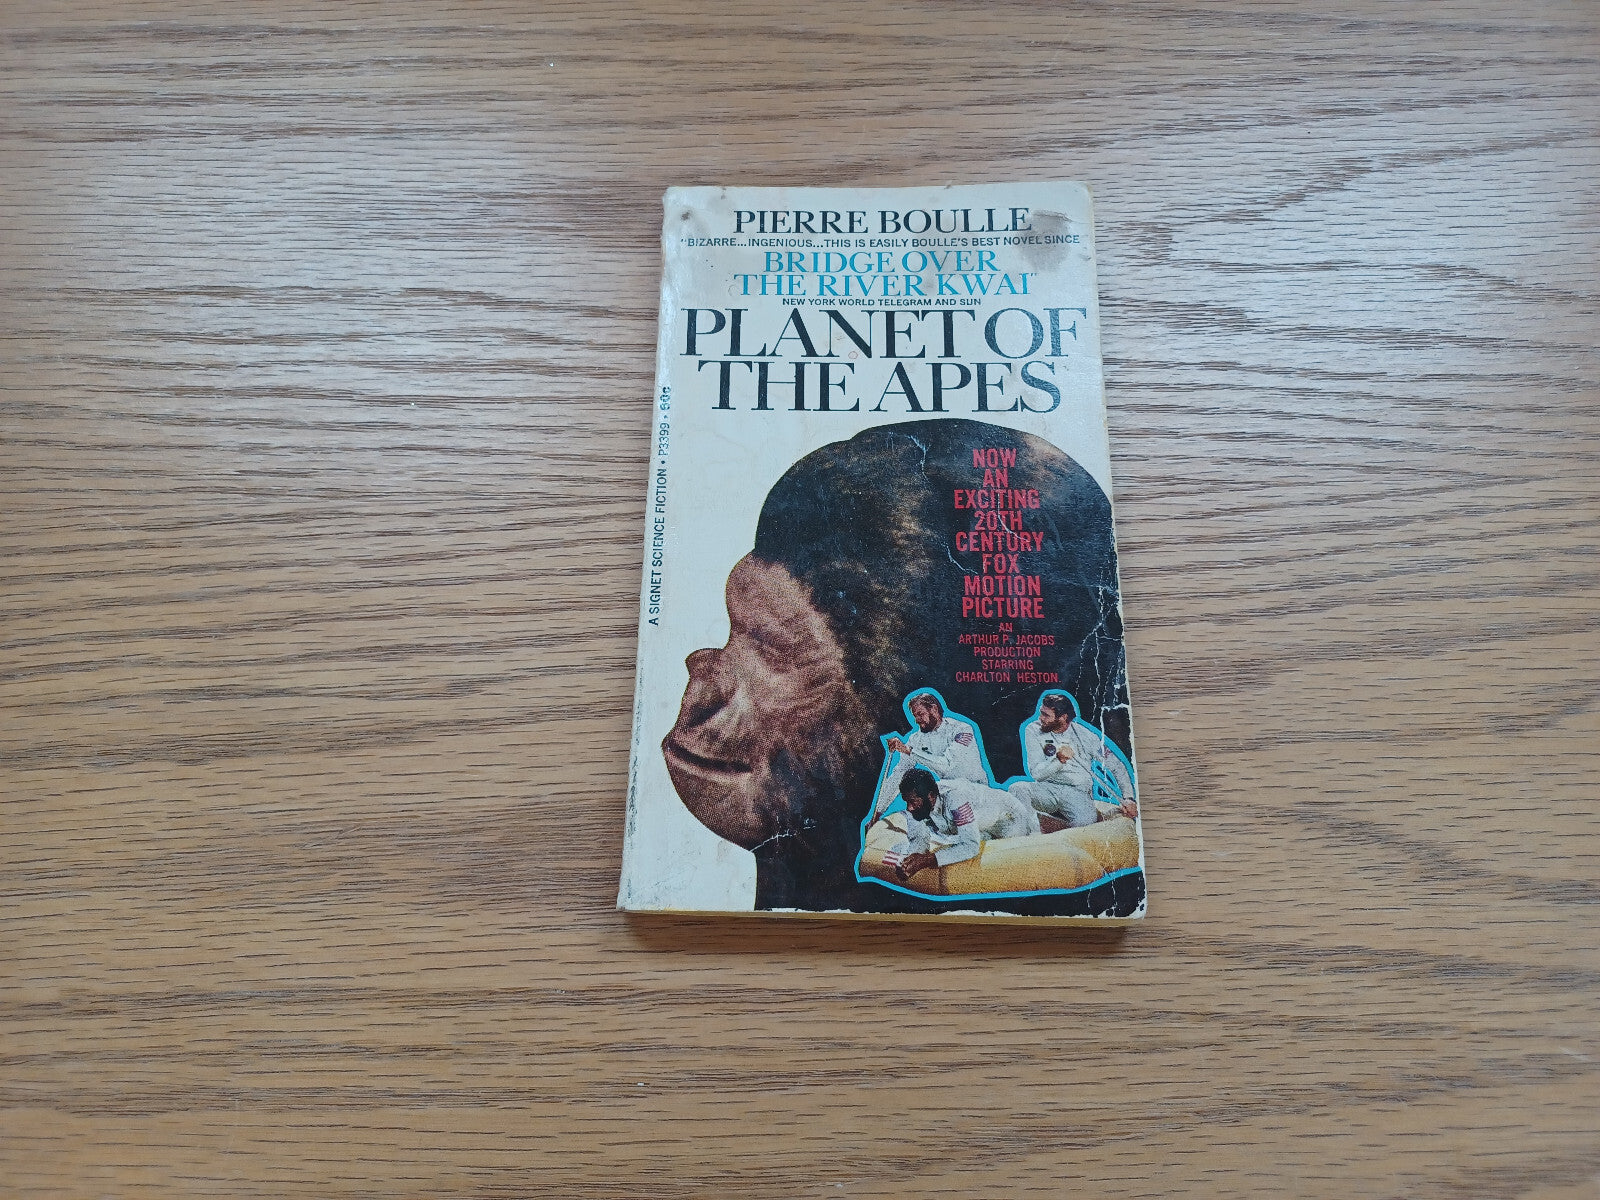 PIERRE BOULLE
"BIZARRE...INGENIOUS...THIS IS EASILY BOULLE'S BEST NOVEL SINCE
BRIDGE OVER
THE RIVER KWAI"
NEW YORK WORLD TELEGRAM AND SUN
PLANET OF
THE APES
A SIGNET SCIENCE FICTION • P3399 • 60c
NOW
AN
EXCITING
20TH
CENTURY
FOX
MOTION
PICTURE
AN
ARTHUR P. JACOBS
PRODUCTION
STARRING
CHARLTON HESTON.